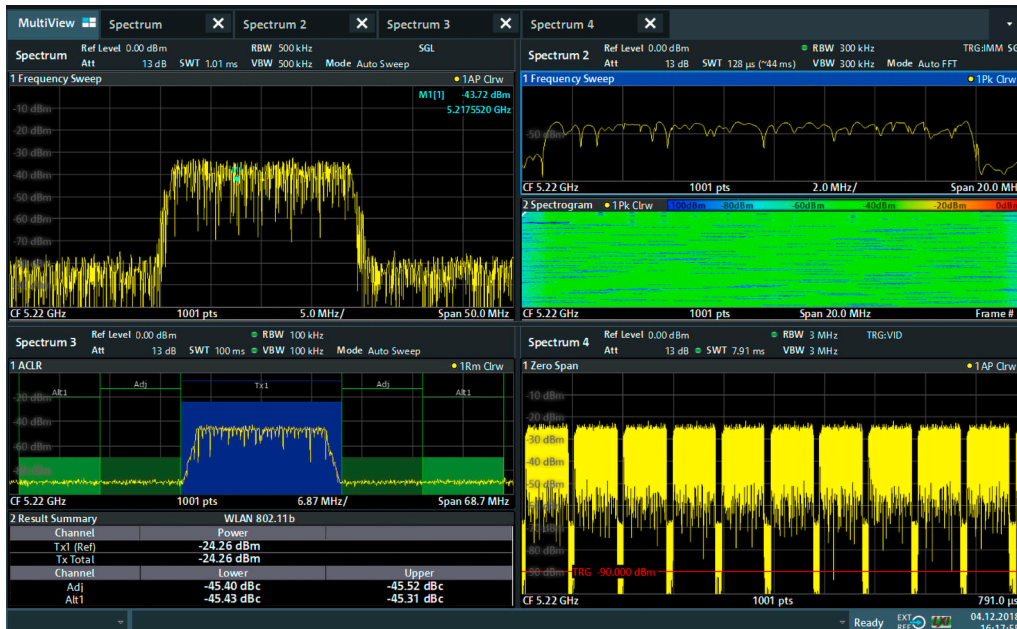 MultiView Spectrum X Spectrum 2 X Spectrum 3 X Spectrum 4 X
Spectrum
Ref Level 0.00 dBm RBW 500 kHz SGL
Att 13 dB SWT 1.01 ms VBW 500 kHz Mode Auto Sweep
1 Frequency Sweep 1AP Clrw
M1[1] -43.72 dBm
5.2175520 GHz
-10 dBm
-20 dBm
-30 dBm
-40 dBm
-50 dBm
-60 dBm
-70 dBm
CF 5.22 GHz 1001 pts 5.0 MHz/ Span 50.0 MHz
Spectrum 2
Ref Level 0.00 dBm RBW 300 kHz TRG:IMM SG
Att 13 dB SWT 128 µs (~44 ms) VBW 300 kHz Mode Auto FFT
1 Frequency Sweep 1Pk Clrw
-50 dBm
CF 5.22 GHz 1001 pts 2.0 MHz/ Span 20.0 MH
2 Spectrogram 1Pk Clrw -100dBm -80dBm -60dBm -40dBm -20dBm 0dB
CF 5.22 GHz 1001 pts Span 20.0 MHz Frame #
Spectrum 3
Ref Level 0.00 dBm RBW 100 kHz
Att 13 dB SWT 100 ms VBW 100 kHz Mode Auto Sweep
1 ACLR 1Rm Clrw
Alt1 Adj Tx1 Adj Alt1
-20 dBm
-40 dBm
-60 dBm
CF 5.22 GHz 1001 pts 6.87 MHz/ Span 68.7 MHz
2 Result Summary WLAN 802.11b
Channel Power
Tx1 (Ref) -24.26 dBm
Tx Total -24.26 dBm
Channel Lower Upper
Adj -45.40 dBc -45.52 dBc
Alt1 -45.43 dBc -45.31 dBc
Spectrum 4
Ref Level 0.00 dBm RBW 3 MHz TRG:VID
Att 13 dB SWT 7.91 ms VBW 3 MHz
1 Zero Span 1AP Clrw
-10 dBm
-20 dBm
-30 dBm
-40 dBm
-50 dBm
-60 dBm
-70 dBm
-80 dBm
-90 dBm TRG -90.000 dBm
CF 5.22 GHz 1001 pts 791.0 µs
Ready EXT REF 04.12.2018
16:17:58